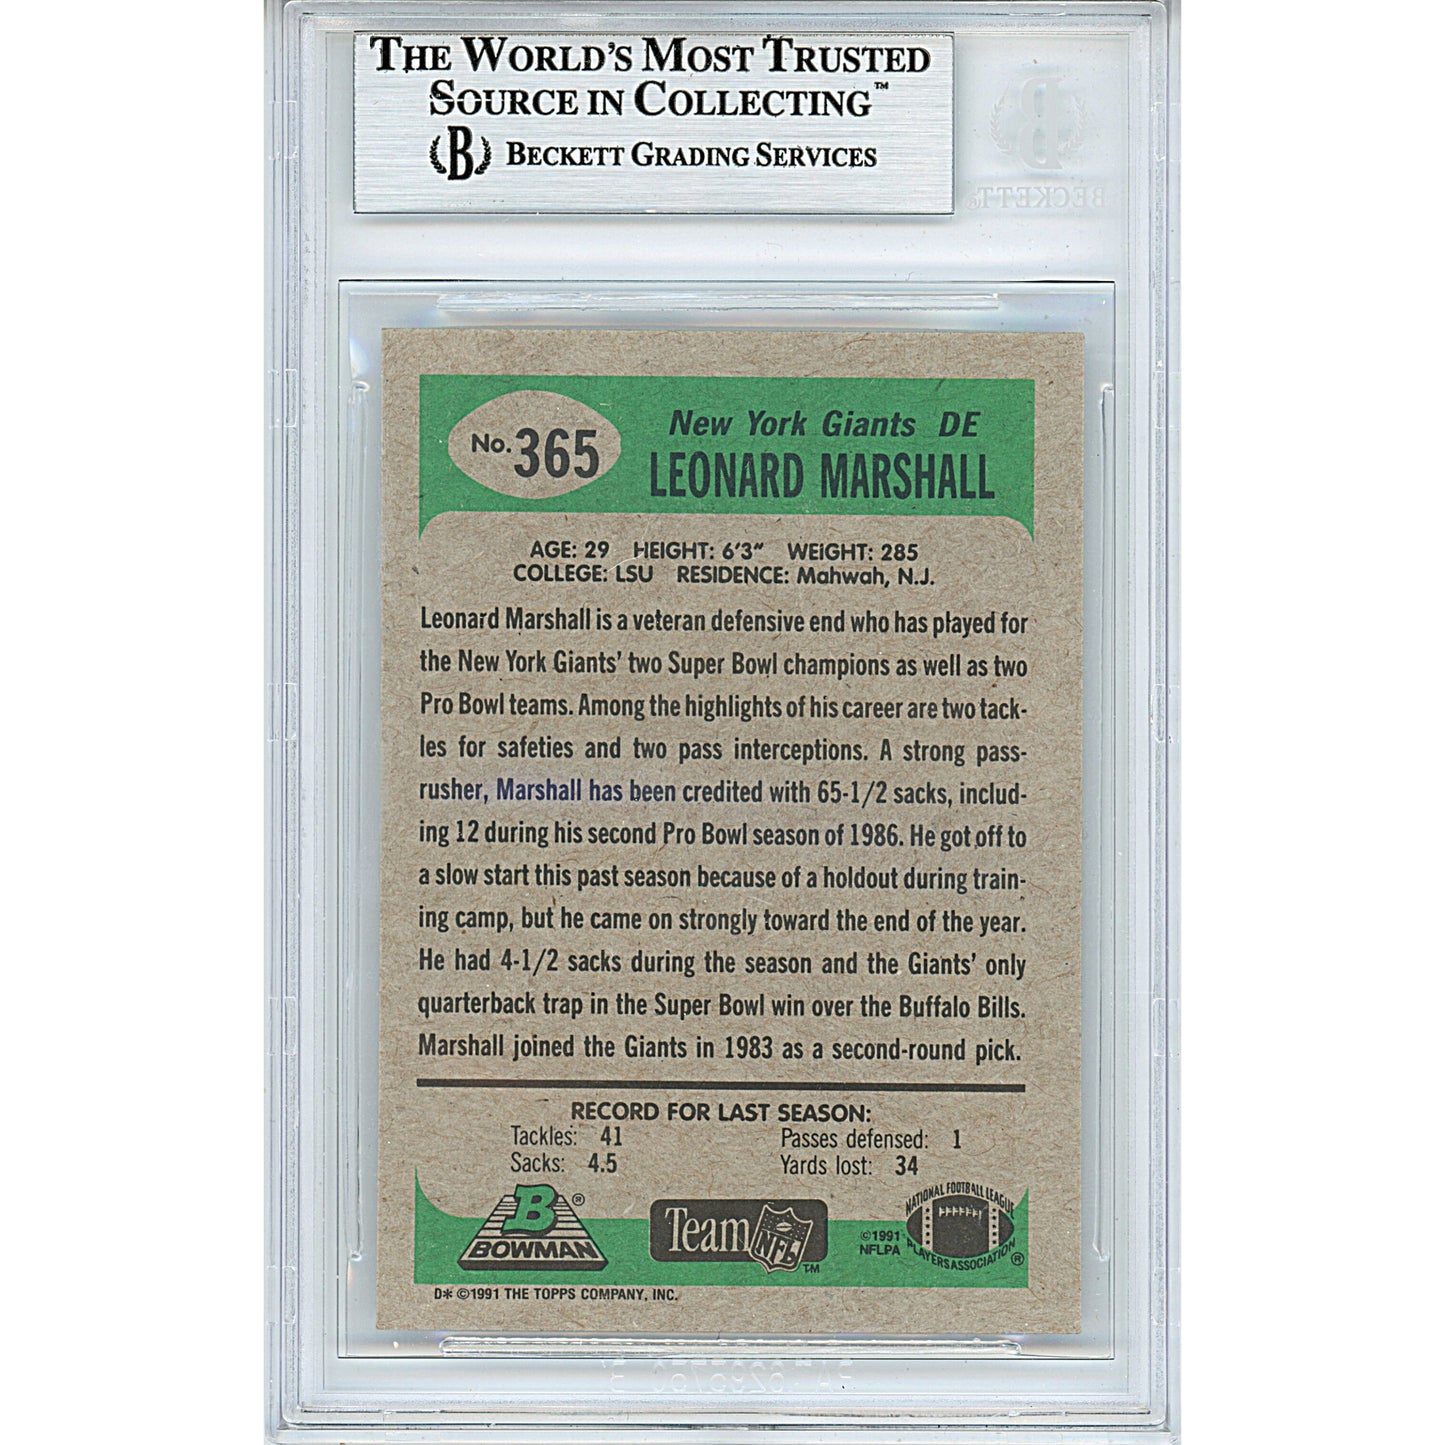 THE WORLD'S MOST TRUSTED
SOURCE IN COLLECTING™
B BECKETT GRADING SERVICES
B
BECKETT®
No. 365
New York Giants DE
LEONARD MARSHALL
AGE: 29 HEIGHT: 6'3" WEIGHT: 285
COLLEGE: LSU RESIDENCE: Mahwah, N.J.
Leonard Marshall is a veteran defensive end who has played for
the New York Giants' two Super Bowl champions as well as two
Pro Bowl teams. Among the highlights of his career are two tack-
les for safeties and two pass interceptions. A strong pass-
rusher, Marshall has been credited with 65-1/2 sacks, includ-
ing 12 during his second Pro Bowl season of 1986. He got off to
a slow start this past season because of a holdout during train-
ing camp, but he came on strongly toward the end of the year.
He had 4-1/2 sacks during the season and the Giants' only
quarterback trap in the Super Bowl win over the Buffalo Bills.
Marshall joined the Giants in 1983 as a second-round pick.
RECORD FOR LAST SEASON:
Tackles: 41 Passes defensed: 1
Sacks: 4.5 Yards lost: 34
B®
BOWMAN
Team NFL ™
©1991
NFLPA
NATIONAL FOOTBALL LEAGUE
PLAYERS ASSOCIATION ®
D* ©1991 THE TOPPS COMPANY, INC.